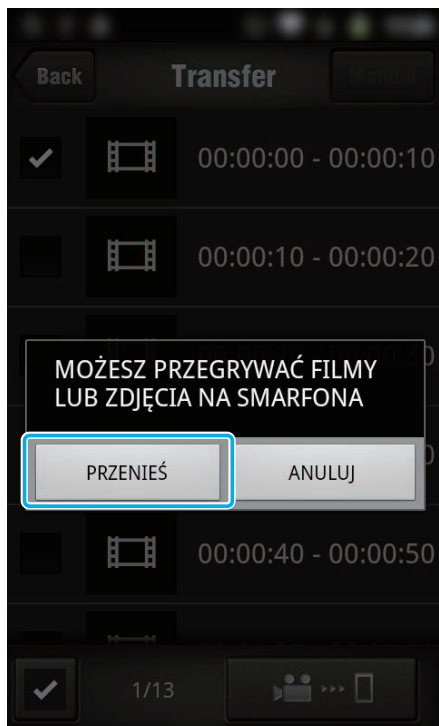 Back
Transfer
00:00:00 - 00:00:10
00:00:10 - 00:00:20
MOŻESZ PRZEGRYWAĆ FILMY
LUB ZDJĘCIA NA SMARFONA
PRZENIEŚ
ANULUJ
00:00:40 - 00:00:50
1/13